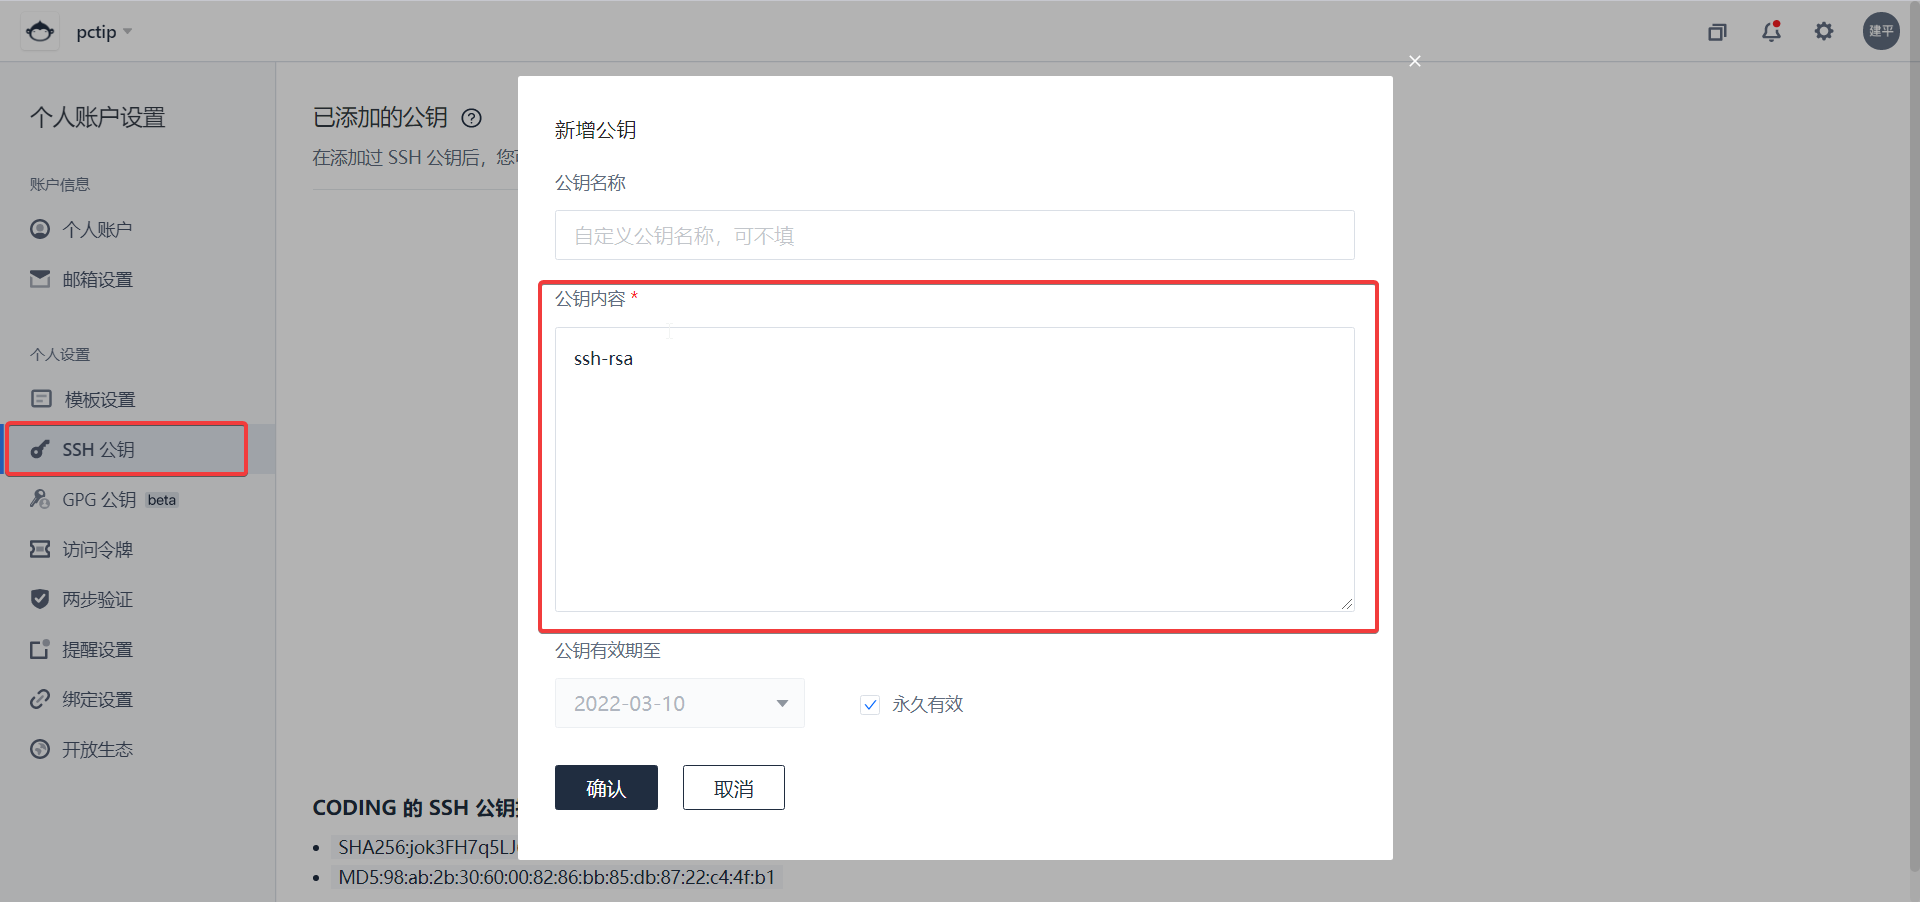 pctip
建平
个人账户设置
账户信息
个人账户
邮箱设置
个人设置
模板设置
SSH 公钥
GPG 公钥 beta
访问令牌
两步验证
提醒设置
绑定设置
开放生态
已添加的公钥
在添加过 SSH 公钥后，您
新增公钥
公钥名称
自定义公钥名称，可不填
公钥内容 *
ssh-rsa
公钥有效期至
2022-03-10
永久有效
确认
取消
CODING 的 SSH 公钥
SHA256:jok3FH7q5LJ
MD5:98:ab:2b:30:60:00:82:86:bb:85:db:87:22:c4:4f:b1